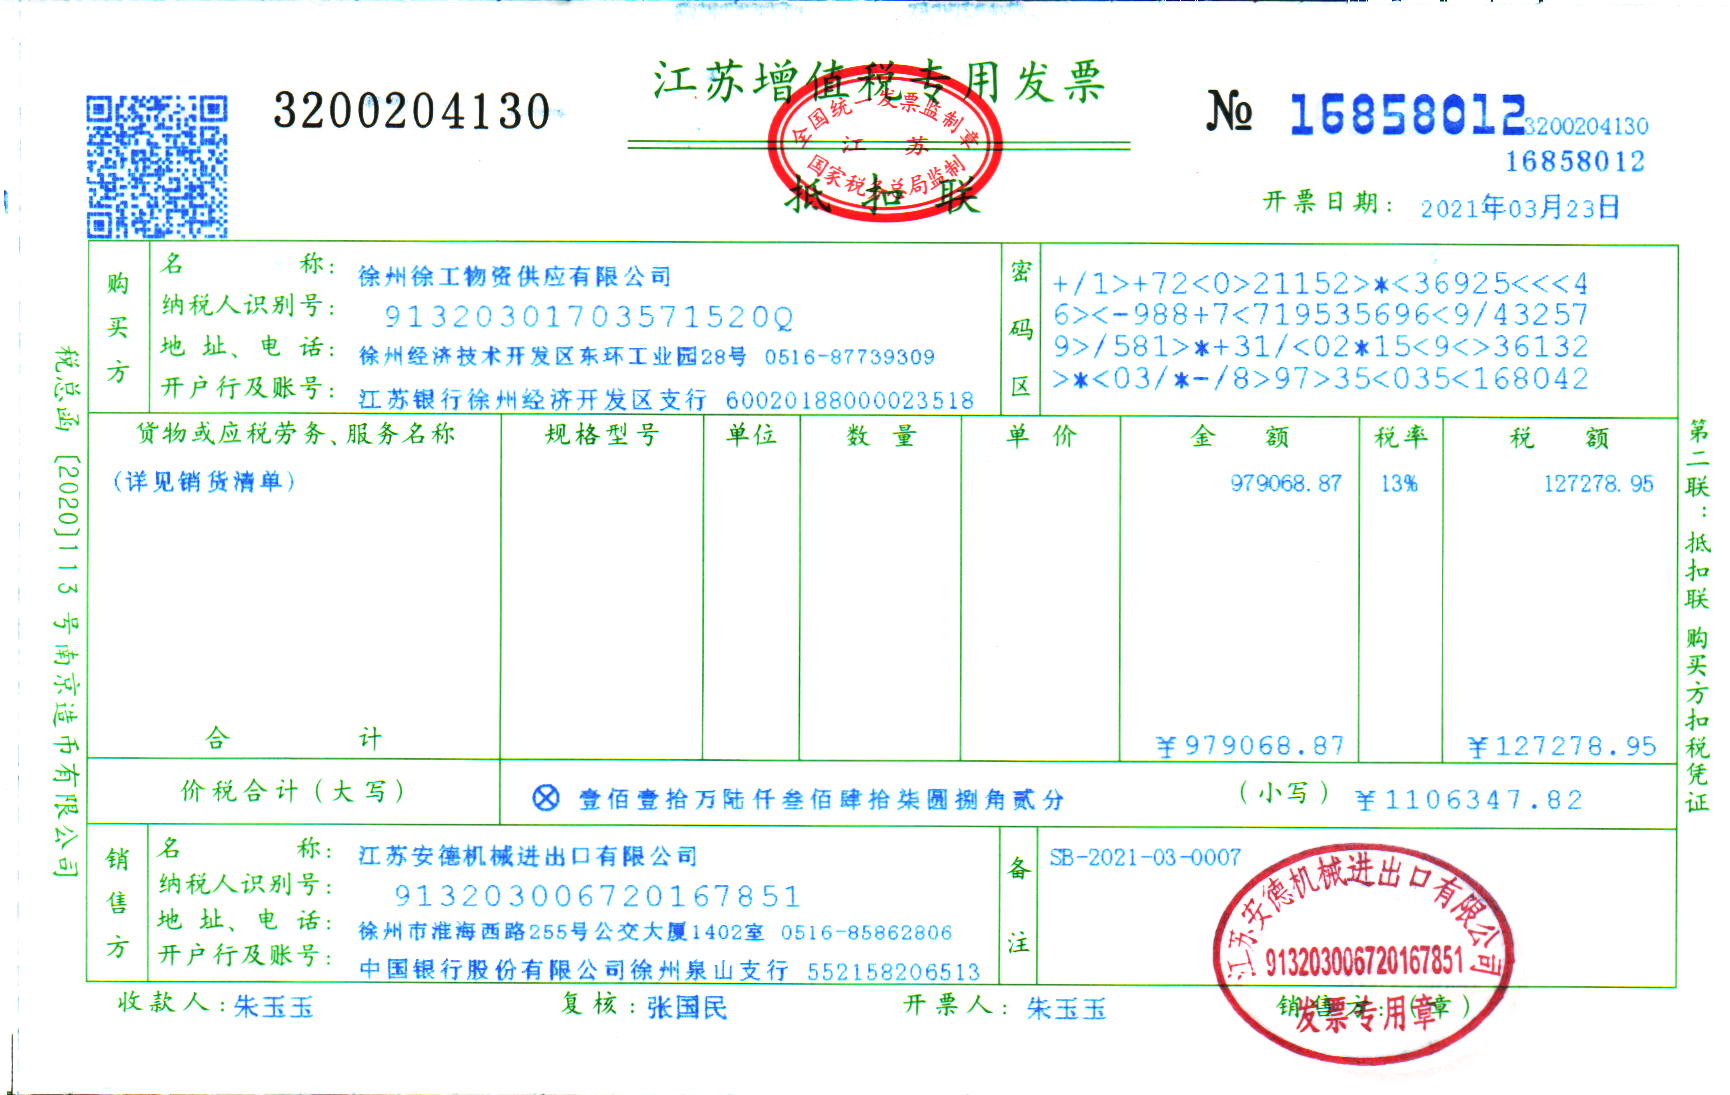 江苏增值税专用发票
3200204130
№ 16858012
3200204130
16858012
全国统一发票监制章
江 苏
国家税务总局监制
抵扣联
开票日期: 2021年03月23日
购买方
名 称: 徐州徐工物资供应有限公司
纳税人识别号: 91320301703571520Q
地 址、电 话: 徐州经济技术开发区东环工业园28号 0516-87739309
开户行及账号: 江苏银行徐州经济开发区支行 60020188000023518
密码区
+/1>+72<0>21152>*<36925<<<4
6><-988+7<719535696<9/43257
9>/581>*+31/<02*15<9<>36132
>*<03/*-/8>97>35<035<168042
货物或应税劳务、服务名称 规格型号 单位 数 量 单 价 金 额 税率 税 额
(详见销货清单) 979068.87 13% 127278.95
合 计 ¥979068.87 ¥127278.95
价税合计(大写) ⊗ 壹佰壹拾万陆仟叁佰肆拾柒圆捌角贰分 (小写) ¥1106347.82
销售方
名 称: 江苏安德机械进出口有限公司
纳税人识别号: 913203006720167851
地 址、电 话: 徐州市淮海西路255号公交大厦1402室 0516-85862806
开户行及账号: 中国银行股份有限公司徐州泉山支行 552158206513
备注
SB-2021-03-0007
江苏安德机械进出口有限公司
913203006720167851
发票专用章
收款人: 朱玉玉 复核: 张国民 开票人: 朱玉玉 销售方: (章)
税总函[2020]113号南京造币有限公司
第二联: 抵扣联 购买方扣税凭证